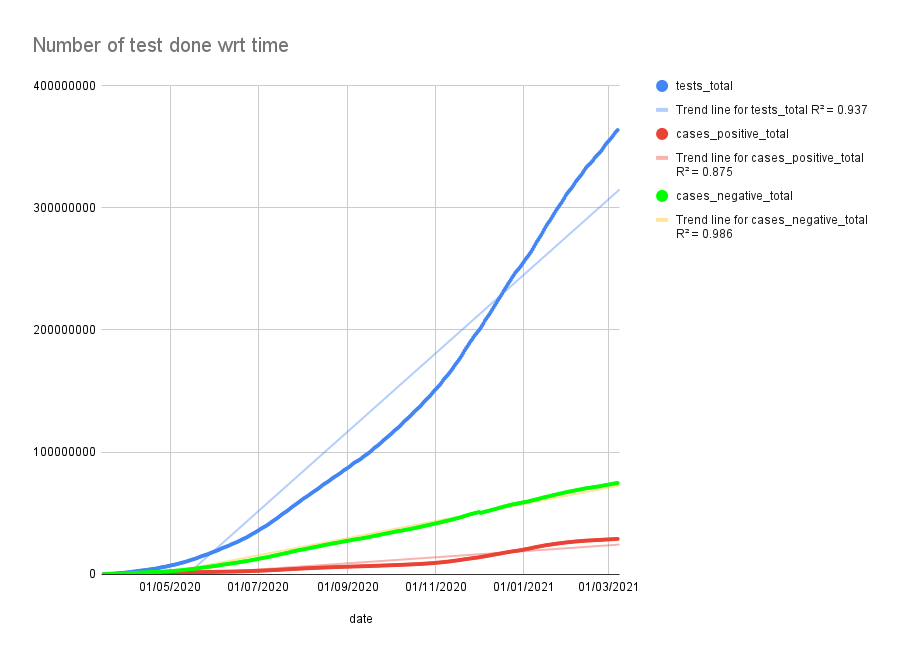 Number of test done wrt time
400000000
300000000
200000000
100000000
0
01/05/2020
01/07/2020
01/09/2020
01/11/2020
01/01/2021
01/03/2021
date
tests_total
Trend line for tests_total R² = 0.937
cases_positive_total
Trend line for cases_positive_total
R² = 0.875
cases_negative_total
Trend line for cases_negative_total
R² = 0.986